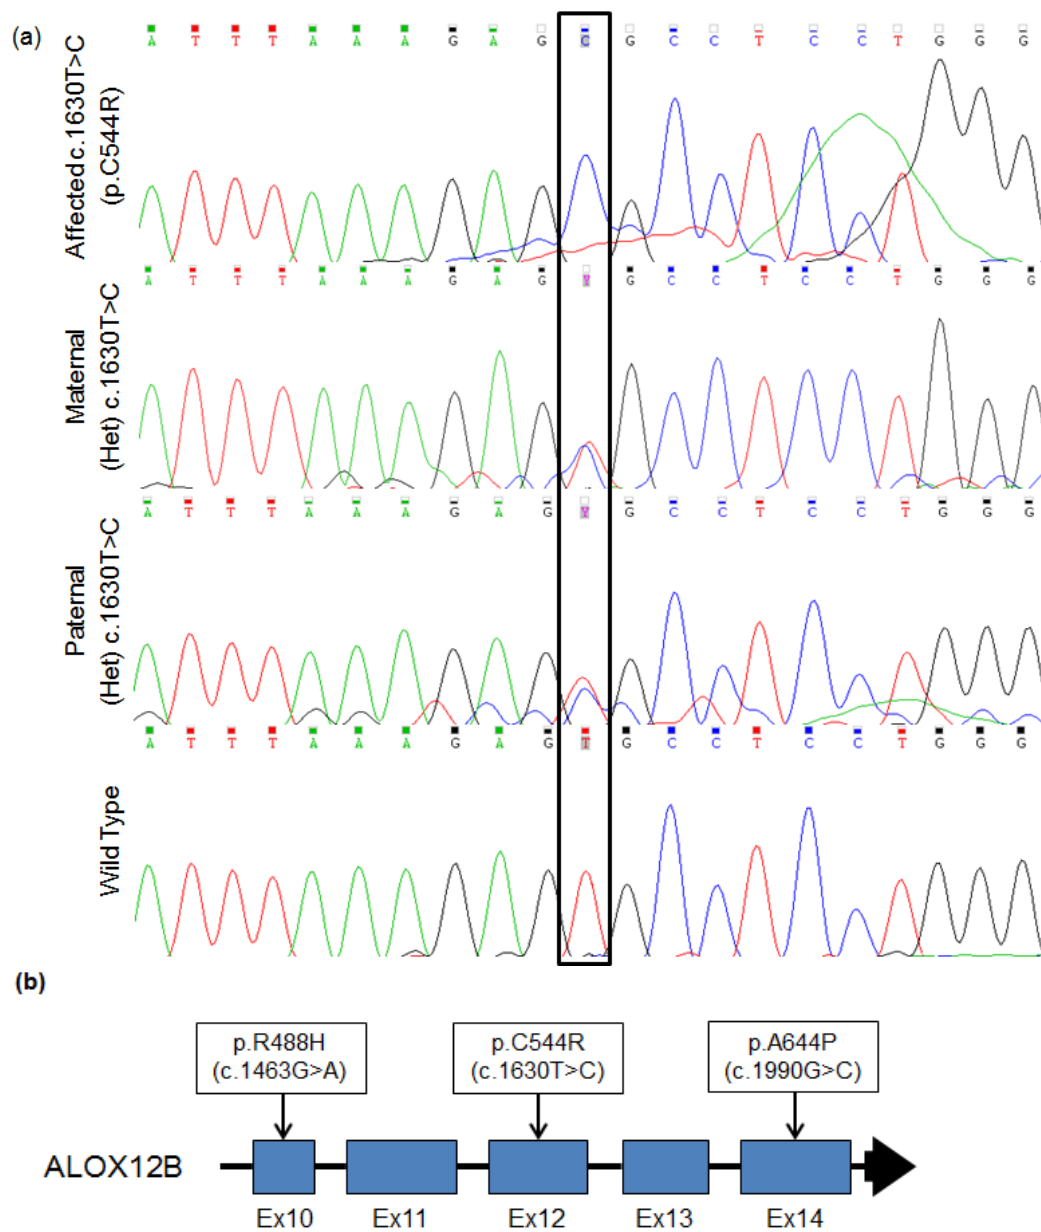 (a)
Affected c.1630T>C
(p.C544R)
A T T T A A A G A G C G C C T C C T G G G
Maternal
(Het) c.1630T>C
A T T T A A A G A G Y G C C T C C T G G G
Paternal
(Het) c.1630T>C
A T T T A A A G A G Y G C C T C C T G G G
Wild Type
A T T T A A A G A G T G C C T C C T G G G
(b)
p.R488H
(c.1463G>A)
p.C544R
(c.1630T>C)
p.A644P
(c.1990G>C)
ALOX12B
Ex10 Ex11 Ex12 Ex13 Ex14